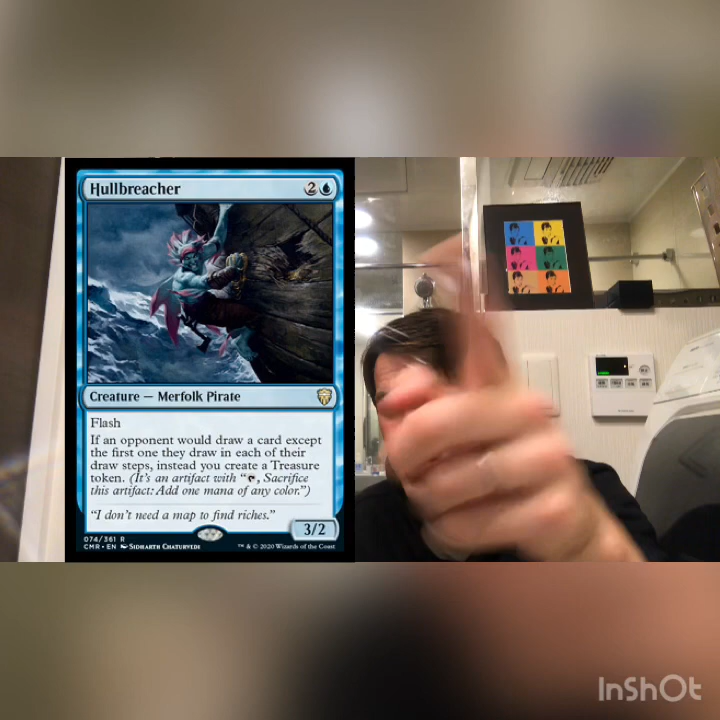 Hullbreacher 2
Creature — Merfolk Pirate
Flash
If an opponent would draw a card except
the first one they draw in each of their
draw steps, instead you create a Treasure
token. (It's an artifact with “, Sacrifice
this artifact: Add one mana of any color.”)
“I don't need a map to find riches.”
3/2
074/361 R
CMR • EN SIDHARTH CHATURVEDI ™ & © 2020 Wizards of the Coast
InShOt